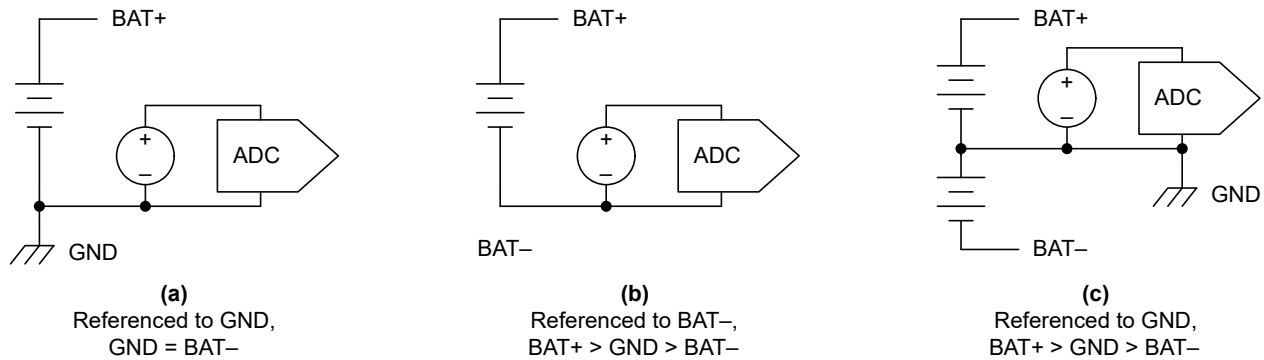 BAT+
+
–
ADC
GND
(a)
Referenced to GND,
GND = BAT–
BAT+
+
–
ADC
BAT–
(b)
Referenced to BAT–,
BAT+ > GND > BAT–
BAT+
+
–
ADC
GND
BAT–
(c)
Referenced to GND,
BAT+ > GND > BAT–